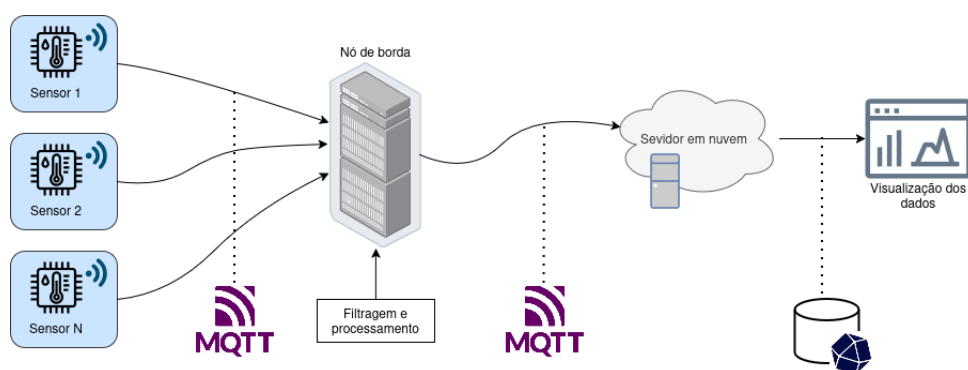 Sensor 1
Sensor 2
Sensor N
Nó de borda
Filtragem e
processamento
MQTT
MQTT
Sevidor em nuvem
Visualização dos
dados